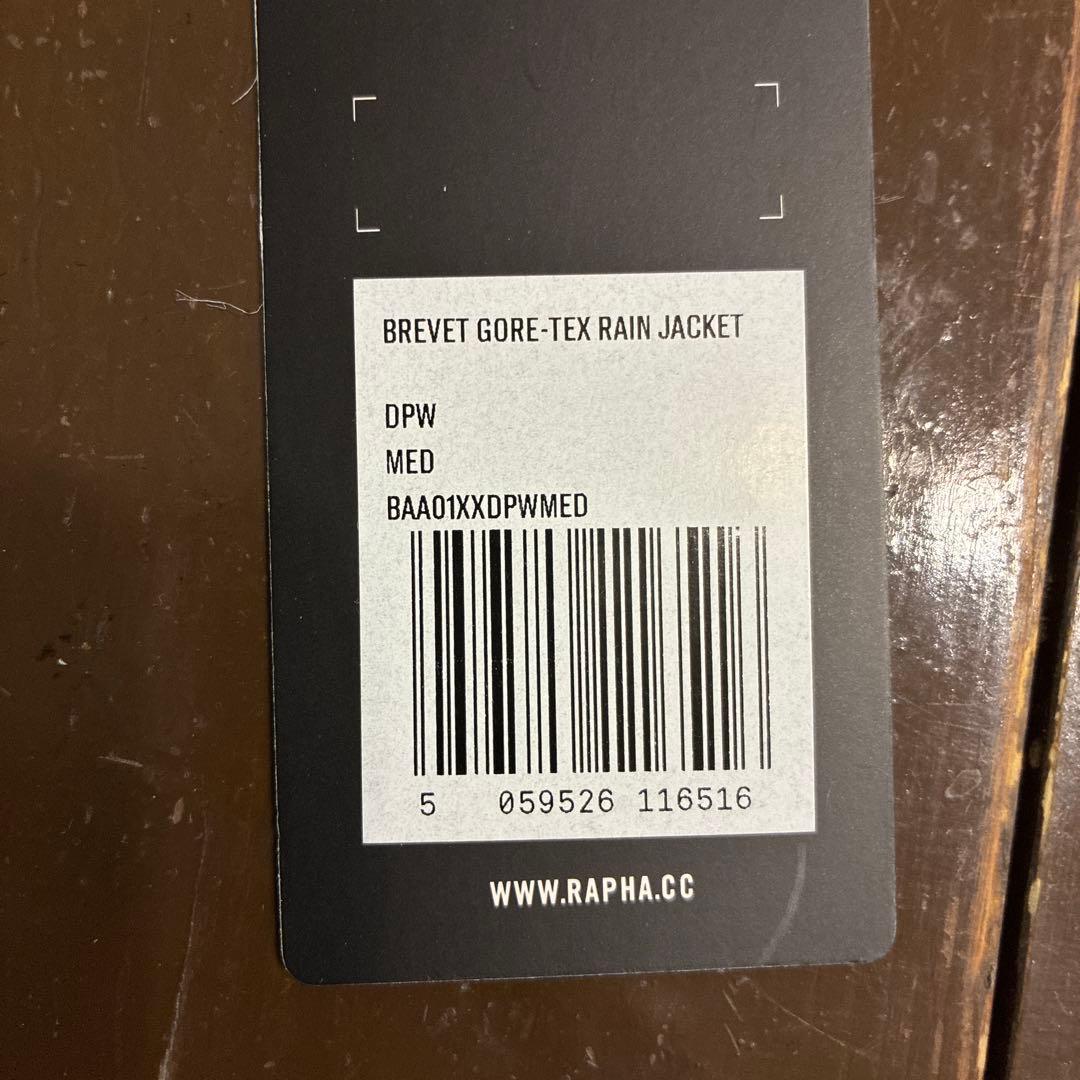 BREVET GORE-TEX RAIN JACKET
DPW
MED
BAA01XXDPWMED
5 059526 116516
WWW.RAPHA.CC